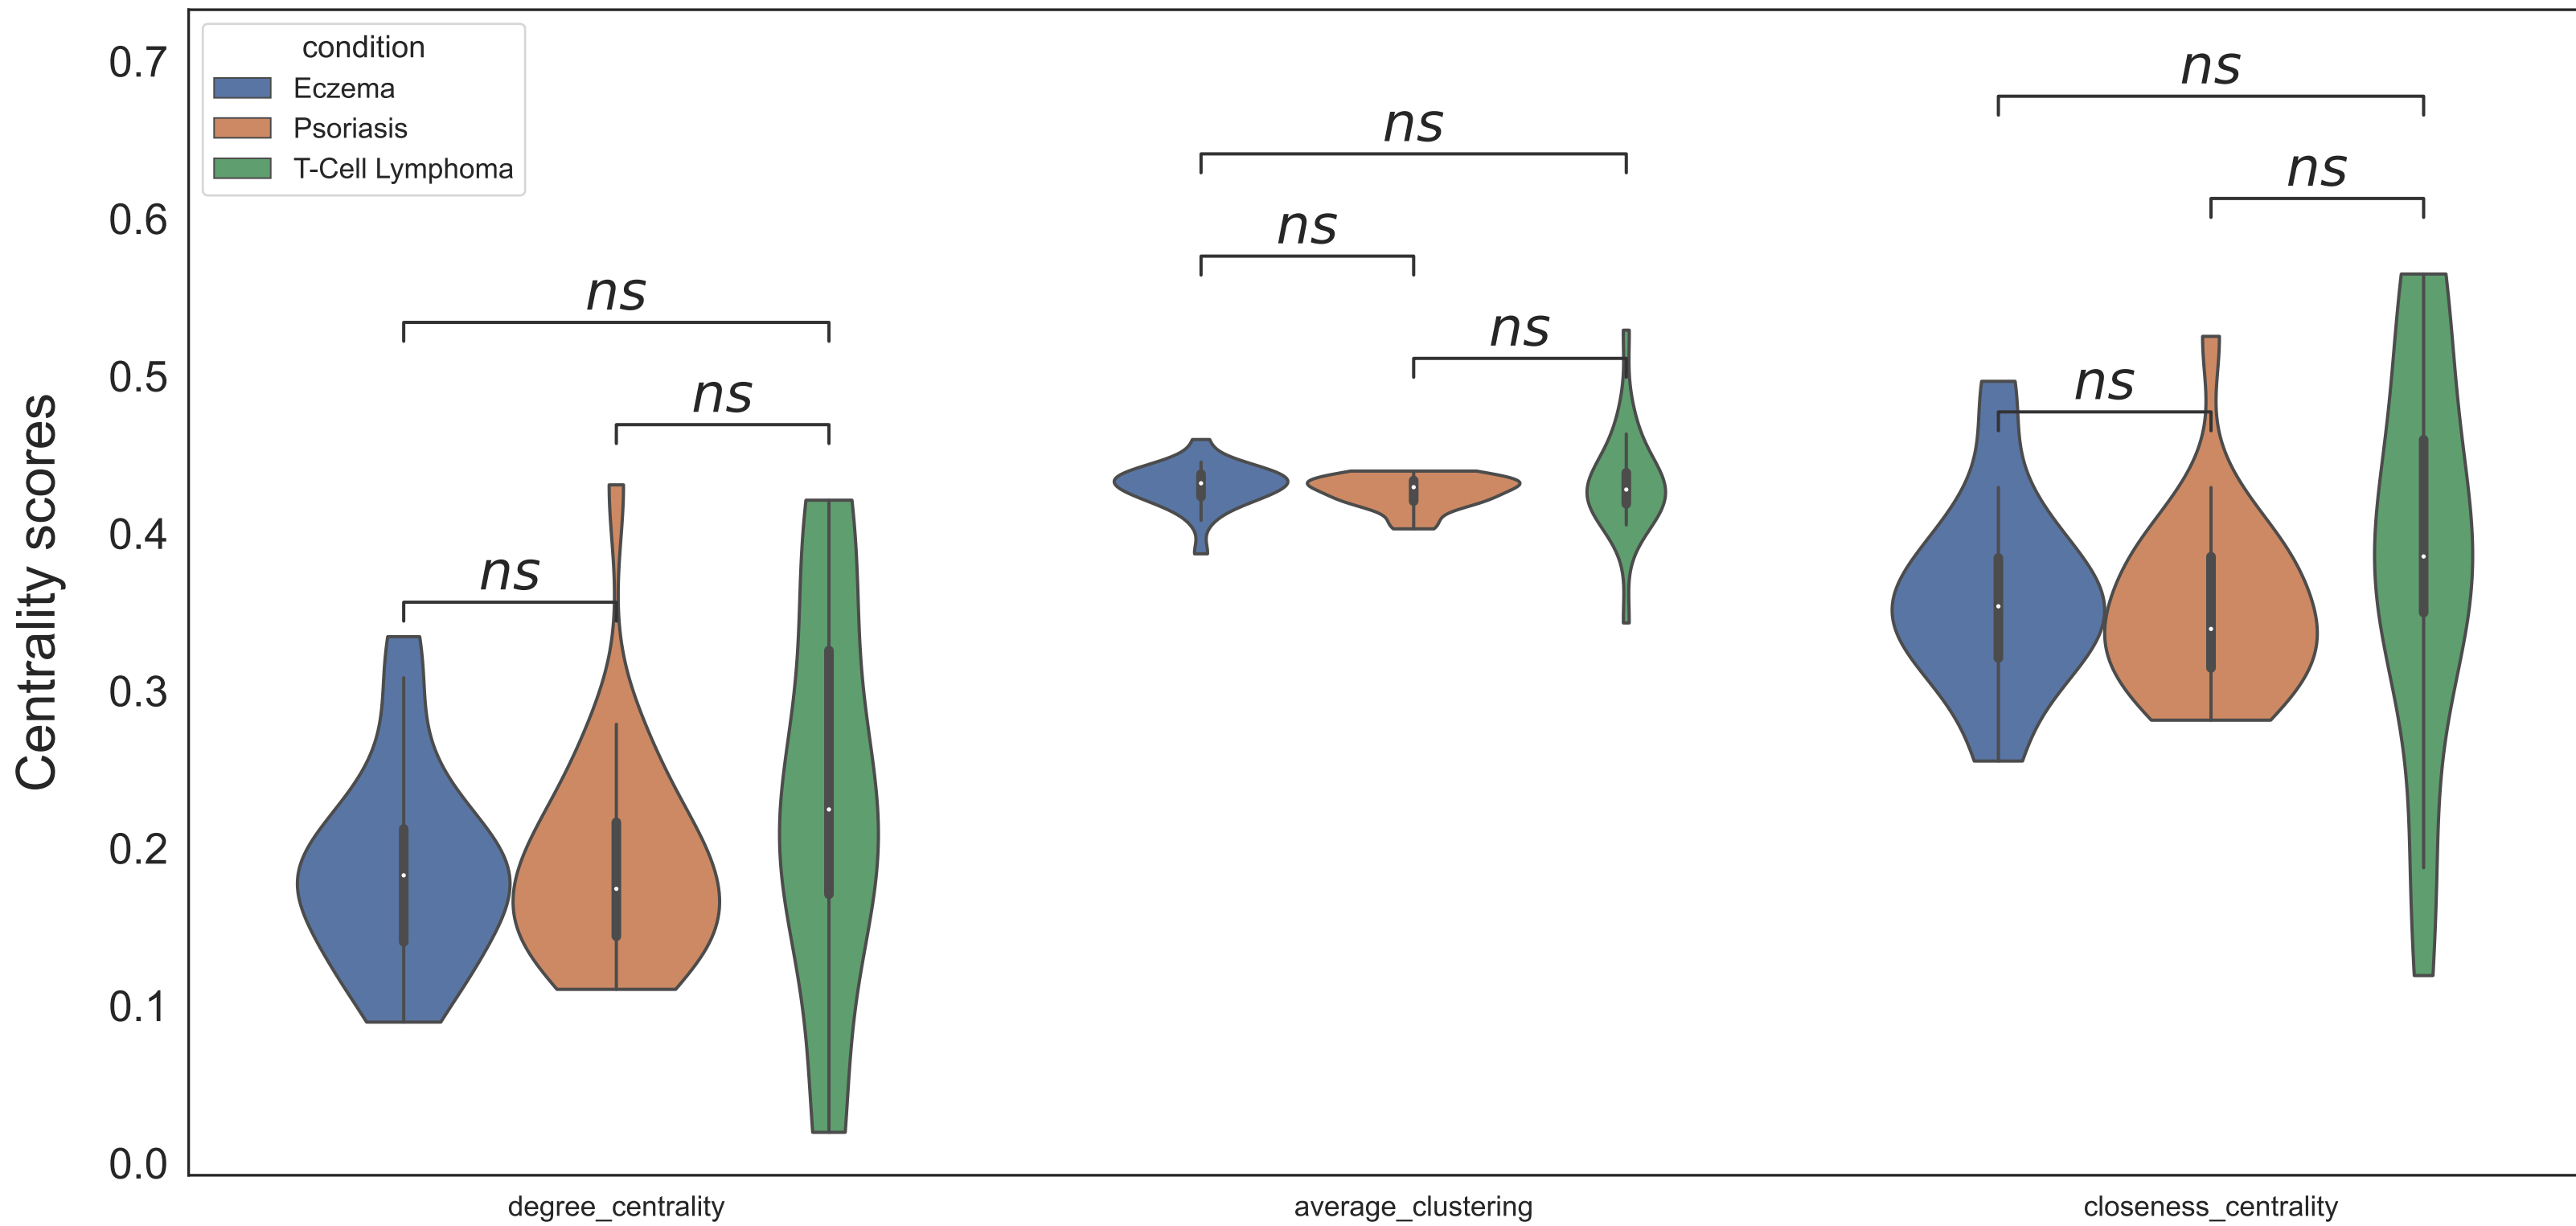 condition
Eczema
Psoriasis
T-Cell Lymphoma
Centrality scores
0.7
0.6
0.5
0.4
0.3
0.2
0.1
0.0
ns
ns
ns
ns
ns
ns
ns
ns
ns
degree_centrality
average_clustering
closeness_centrality